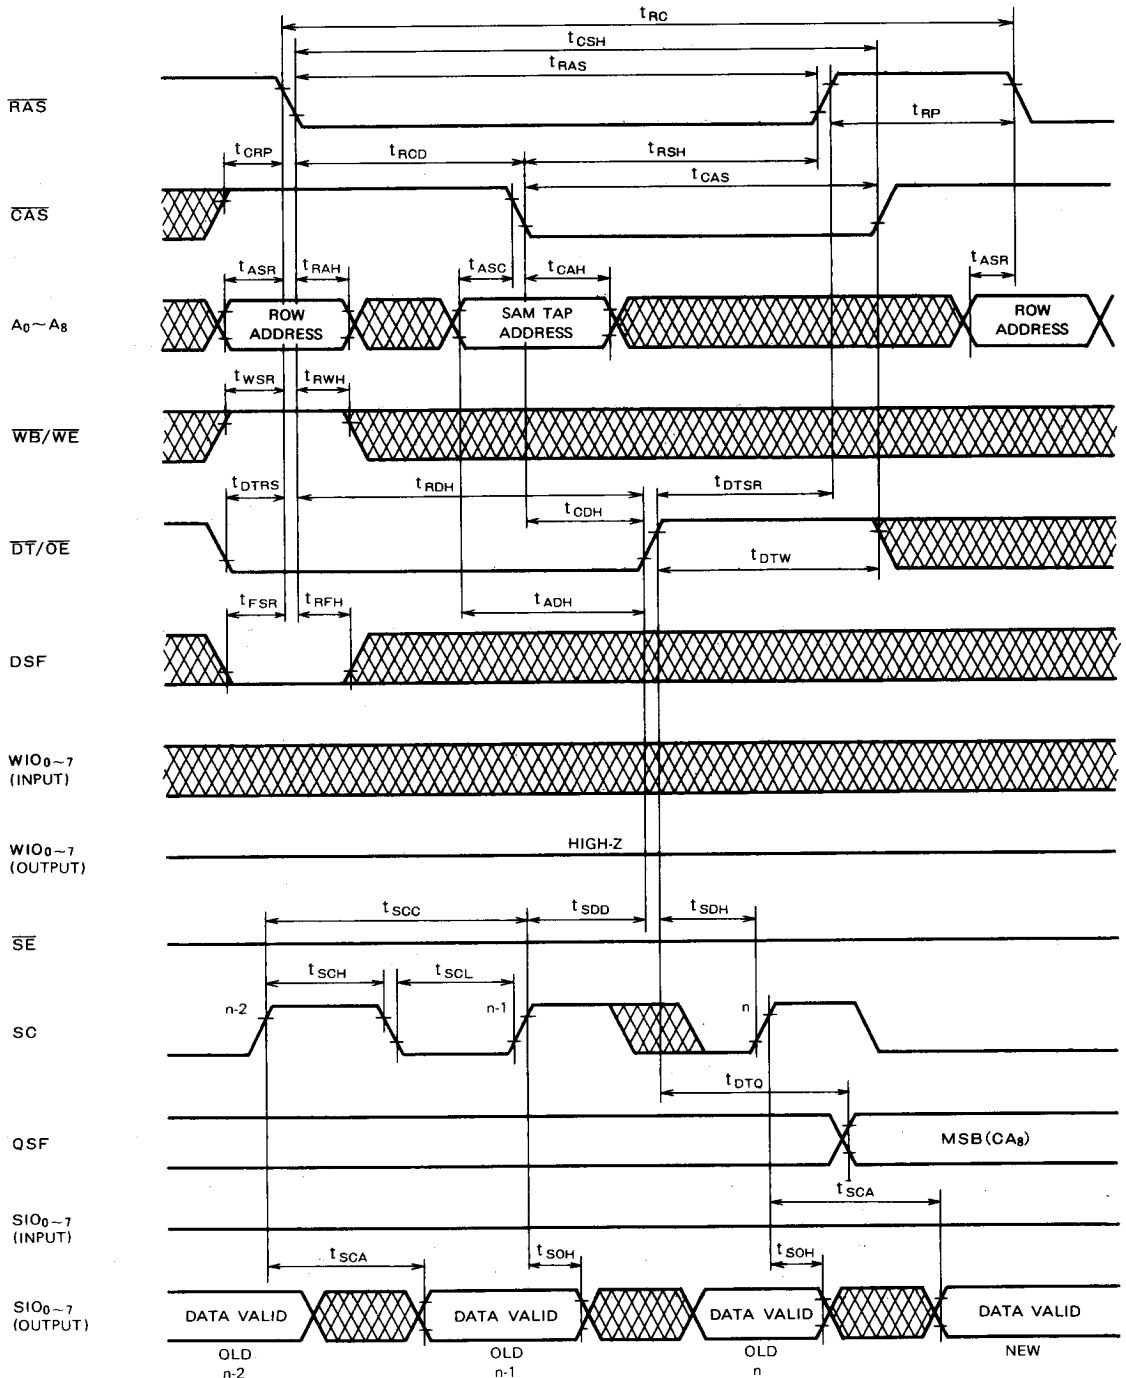 tRC
tCSH
tRAS
RAS
tRP
tCRP
tRCD
tRSH
tCAS
CAS
tASR
tRAH
tASC
tCAH
tASR
A0~A8
ROW
ADDRESS
SAM TAP
ADDRESS
ROW
ADDRESS
tWSR
tRWH
WB/WE
tDTRS
tRDH
tDTSR
tCDH
DT/OE
tDTW
tFSR
tRFH
tADH
DSF
WIO0~7
(INPUT)
HIGH-Z
WIO0~7
(OUTPUT)
tSCC
tSDD
tSDH
SE
tSCH
tSCL
n-2
n-1
n
SC
tDTQ
QSF
MSB(CA8)
tSCA
SIO0~7
(INPUT)
tSCA
tSOH
tSOH
SIO0~7
(OUTPUT)
DATA VALID
DATA VALID
DATA VALID
DATA VALID
OLD
n-2
OLD
n-1
OLD
n
NEW